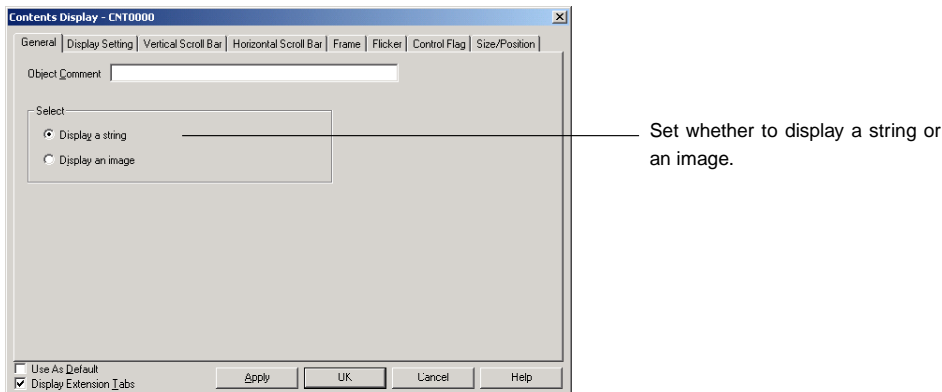 Contents Display - CNT0000
General Display Setting Vertical Scroll Bar Horizontal Scroll Bar Frame Flicker Control Flag Size/Position
Object Comment
Select
Display a string
Display an image
Set whether to display a string or
an image.
Use As Default
Display Extension Tabs
Apply OK Cancel Help